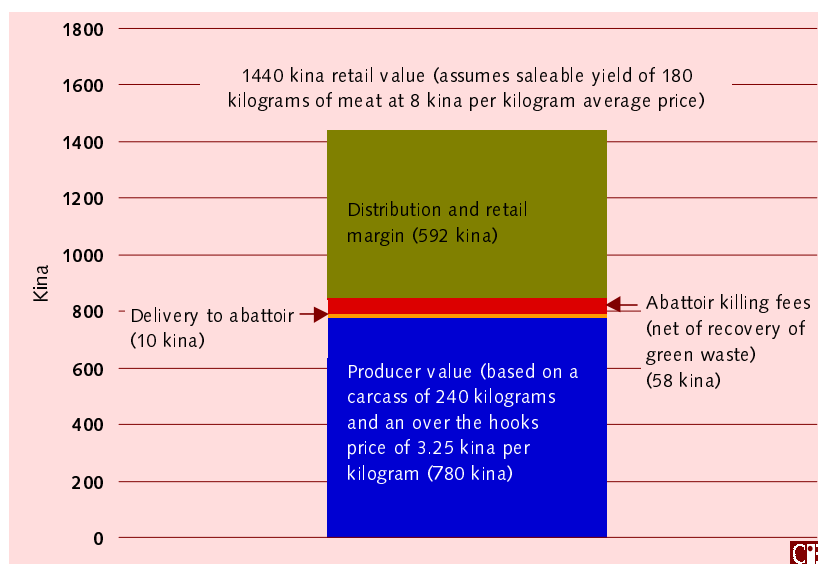 1800
1600
1400
1200
1000
800
600
400
200
0
Kina
1440 kina retail value (assumes saleable yield of 180
kilograms of meat at 8 kina per kilogram average price)
Distribution and retail
margin (592 kina)
Delivery to abattoir
(10 kina)
Abattoir killing fees
(net of recovery of
green waste)
(58 kina)
Producer value (based on a
carcass of 240 kilograms
and an over the hooks
price of 3.25 kina per
kilogram (780 kina)